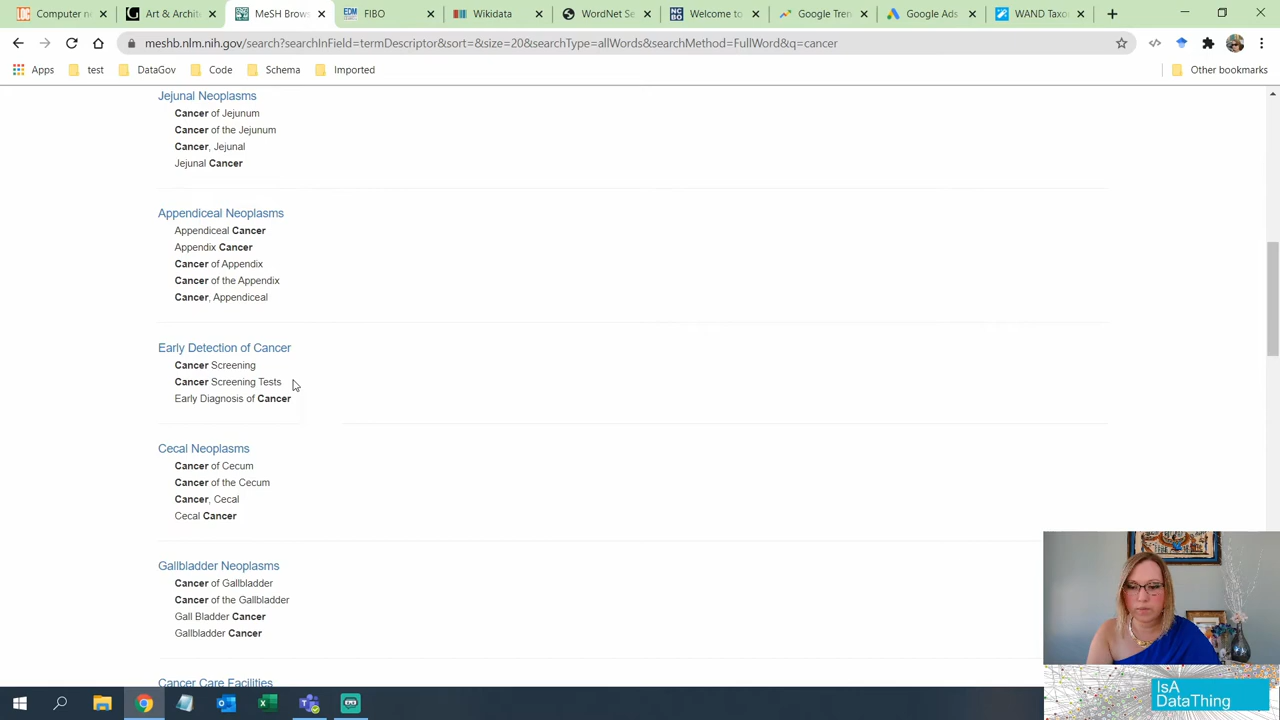 Computer n
Art & Architect
MeSH Brow
FIBO
Wikidata
WordNet Se
Welcome to
Google tren
Google Ads
WAND Taxo
meshb.nlm.nih.gov/search?searchInField=termDescriptor&sort=&size=20&searchType=allWords&searchMethod=FullWord&q=cancer
Apps
test
DataGov
Code
Schema
Imported
Other bookmarks
Jejunal Neoplasms
Cancer of Jejunum
Cancer of the Jejunum
Cancer, Jejunal
Jejunal Cancer
Appendiceal Neoplasms
Appendiceal Cancer
Appendix Cancer
Cancer of Appendix
Cancer of the Appendix
Cancer, Appendiceal
Early Detection of Cancer
Cancer Screening
Cancer Screening Tests
Early Diagnosis of Cancer
Cecal Neoplasms
Cancer of Cecum
Cancer of the Cecum
Cancer, Cecal
Cecal Cancer
Gallbladder Neoplasms
Cancer of Gallbladder
Cancer of the Gallbladder
Gall Bladder Cancer
Gallbladder Cancer
Cancer Care Facilities
IsA
DataThing